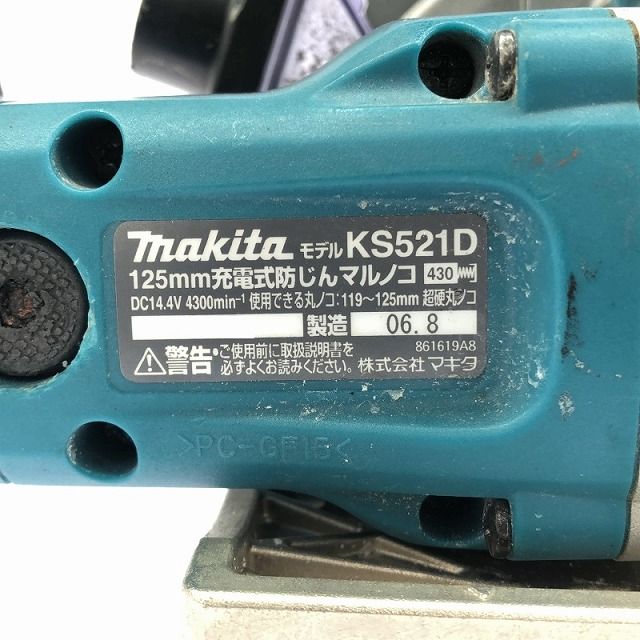 makita モデル KS521D
125mm充電式防じんマルノコ 430
DC14.4V 4300min⁻¹ 使用できる丸ノコ:119～125mm 超硬丸ノコ
製造 06.8
861619A8
警告 ご使用前に取扱説明書を
必ずよくお読みください。 株式会社 マキタ
>PC-GF15<